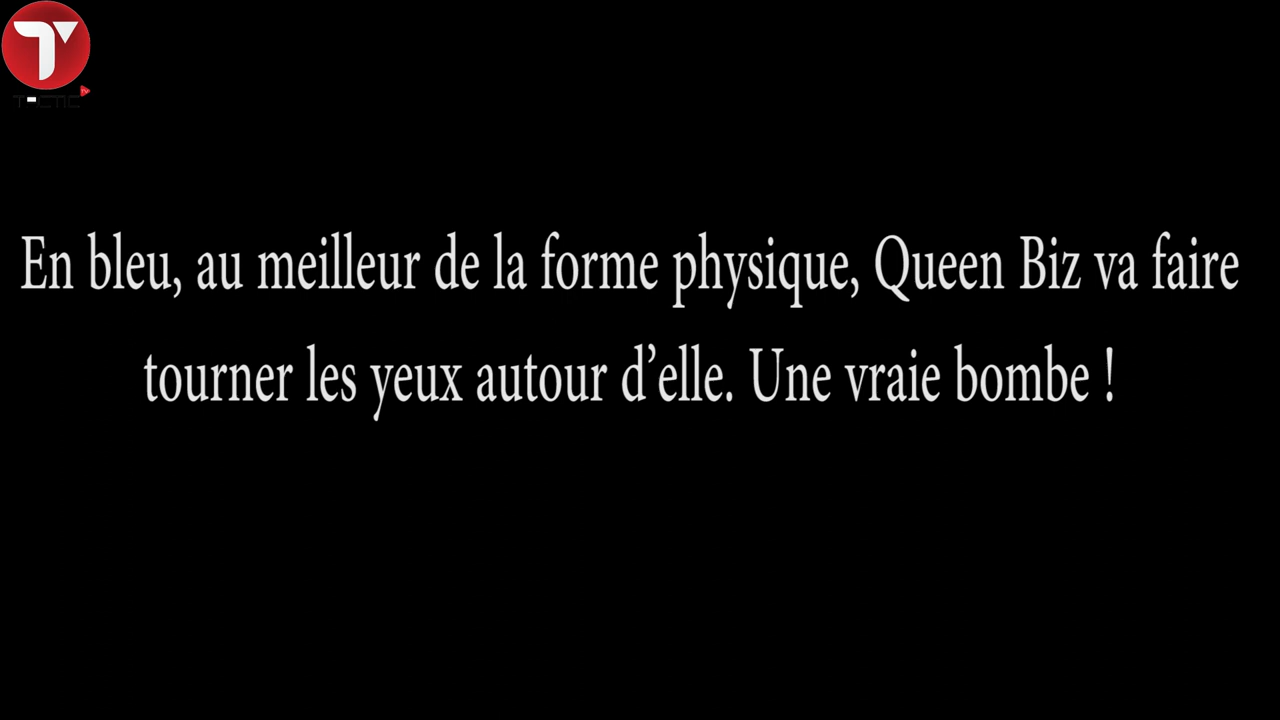 En bleu, au meilleur de la forme physique, Queen Biz va faire
tourner les yeux autour d’elle. Une vraie bombe !